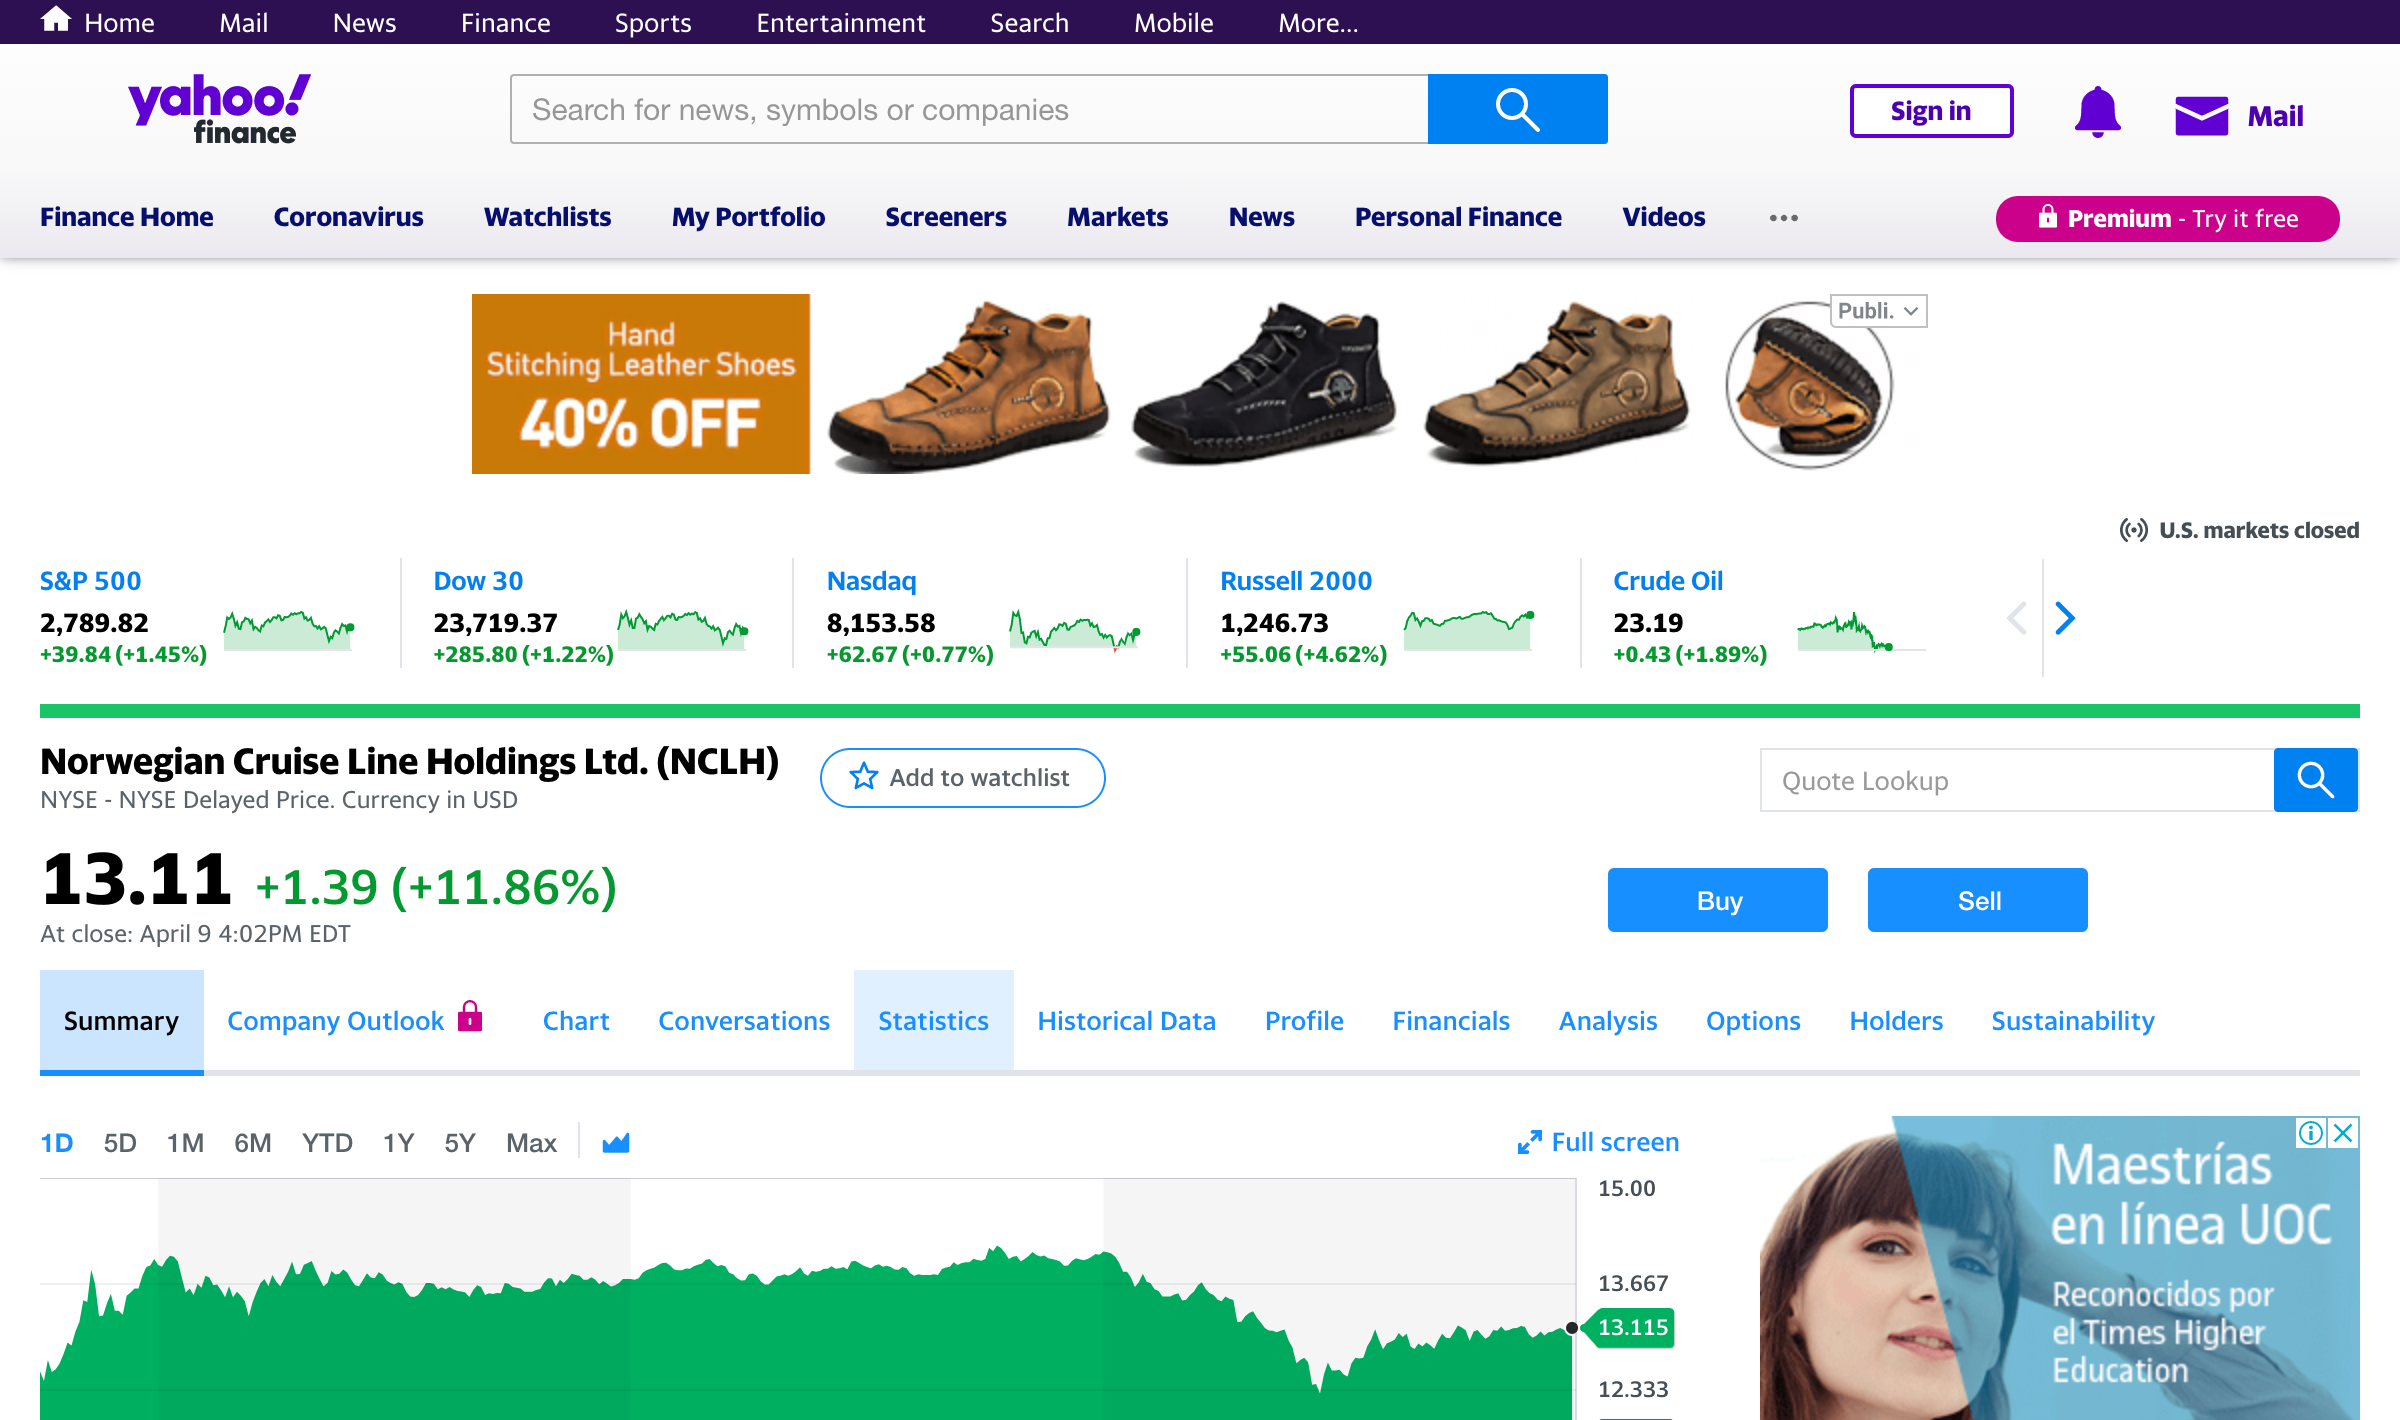 Home Mail News Finance Sports Entertainment Search Mobile More...
yahoo!
finance
Search for news, symbols or companies
Sign in
Mail
Finance Home Coronavirus Watchlists My Portfolio Screeners Markets News Personal Finance Videos
Premium - Try it free
Hand
Stitching Leather Shoes
40% OFF
Publi.
U.S. markets closed
S&P 500
2,789.82
+39.84 (+1.45%)
Dow 30
23,719.37
+285.80 (+1.22%)
Nasdaq
8,153.58
+62.67 (+0.77%)
Russell 2000
1,246.73
+55.06 (+4.62%)
Crude Oil
23.19
+0.43 (+1.89%)
Norwegian Cruise Line Holdings Ltd. (NCLH)
NYSE - NYSE Delayed Price. Currency in USD
Add to watchlist
Quote Lookup
13.11 +1.39 (+11.86%)
At close: April 9 4:02PM EDT
Buy Sell
Summary Company Outlook Chart Conversations Statistics Historical Data Profile Financials Analysis Options Holders Sustainability
1D 5D 1M 6M YTD 1Y 5Y Max
Full screen
15.00
13.667
13.115
12.333
Maestrías
en línea UOC
Reconocidos por
el Times Higher
Education